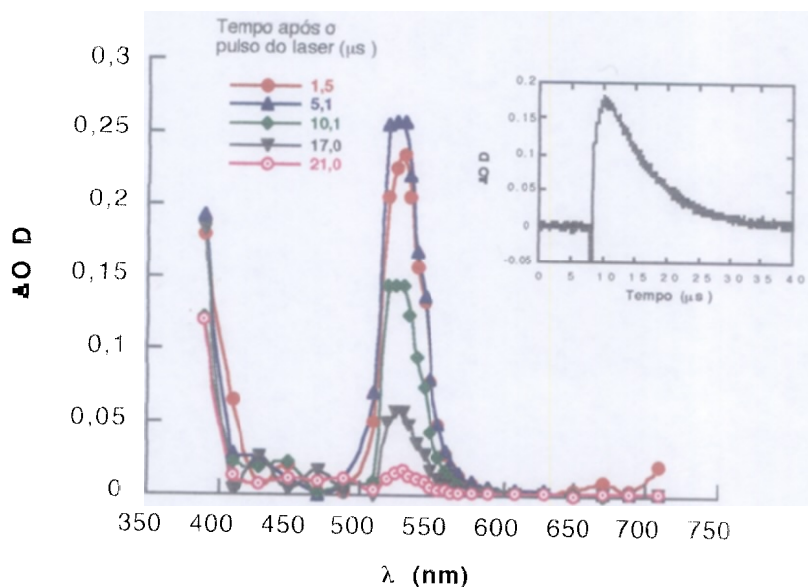 Tempo após o
pulso do laser (μs)
1,5
5,1
10,1
17,0
21,0
0,3
0,25
0,2
0,15
0,1
0,05
0
ΔO D
350 400 450 500 550 600 650 700 750
λ (nm)
0.2
0.15
0.1
0.05
0
-0.05
ΔO D
0 5 10 15 20 25 30 35 40
Tempo (μs)